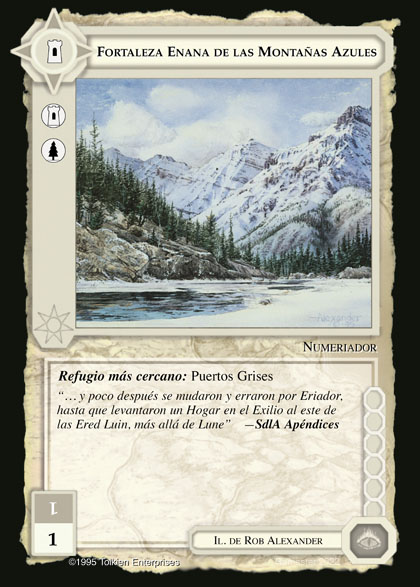 Fortaleza Enana de las Montañas Azules
Alexander
Numeriador
Refugio más cercano: Puertos Grises
“… y poco después se mudaron y erraron por Eriador,
hasta que levantaron un Hogar en el Exilio al este de
las Ered Luin, más allá de Lune” —SdlA Apéndices
1
1
Il. de Rob Alexander
©1995 Tolkien Enterprises